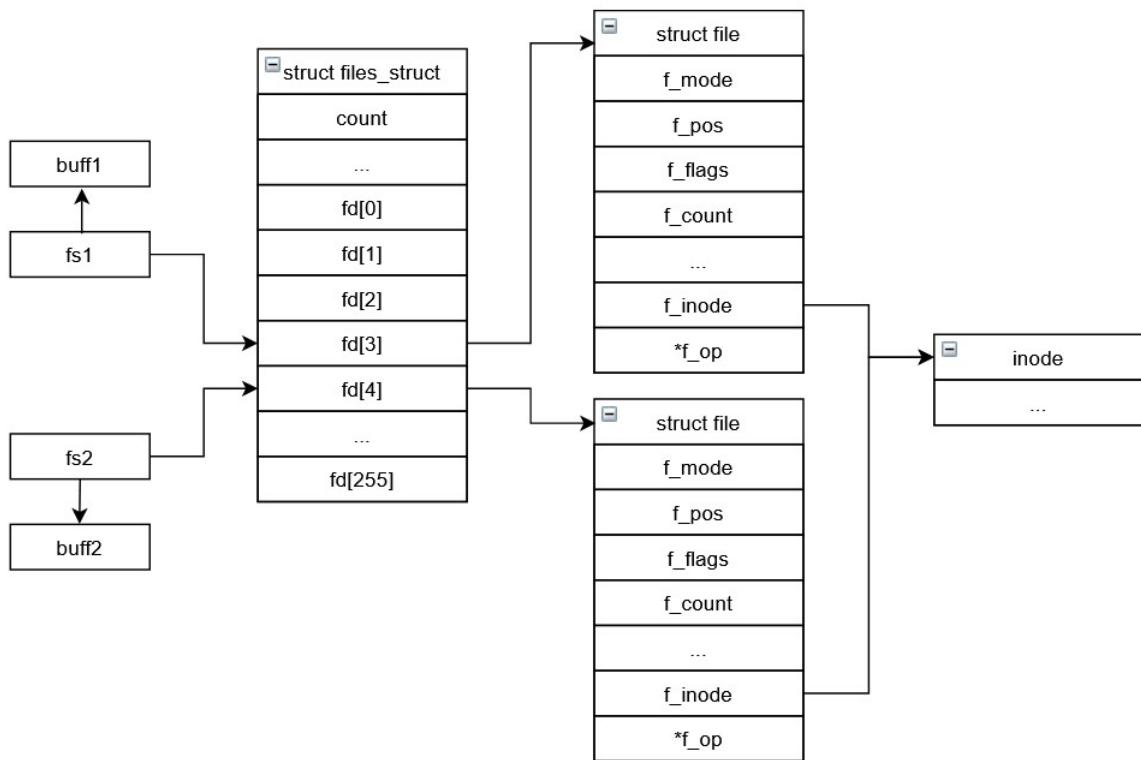 buff1
fs1
fs2
buff2
struct files_struct
count
...
fd[0]
fd[1]
fd[2]
fd[3]
fd[4]
...
fd[255]
struct file
f_mode
f_pos
f_flags
f_count
...
f_inode
*f_op
struct file
f_mode
f_pos
f_flags
f_count
...
f_inode
*f_op
inode
...